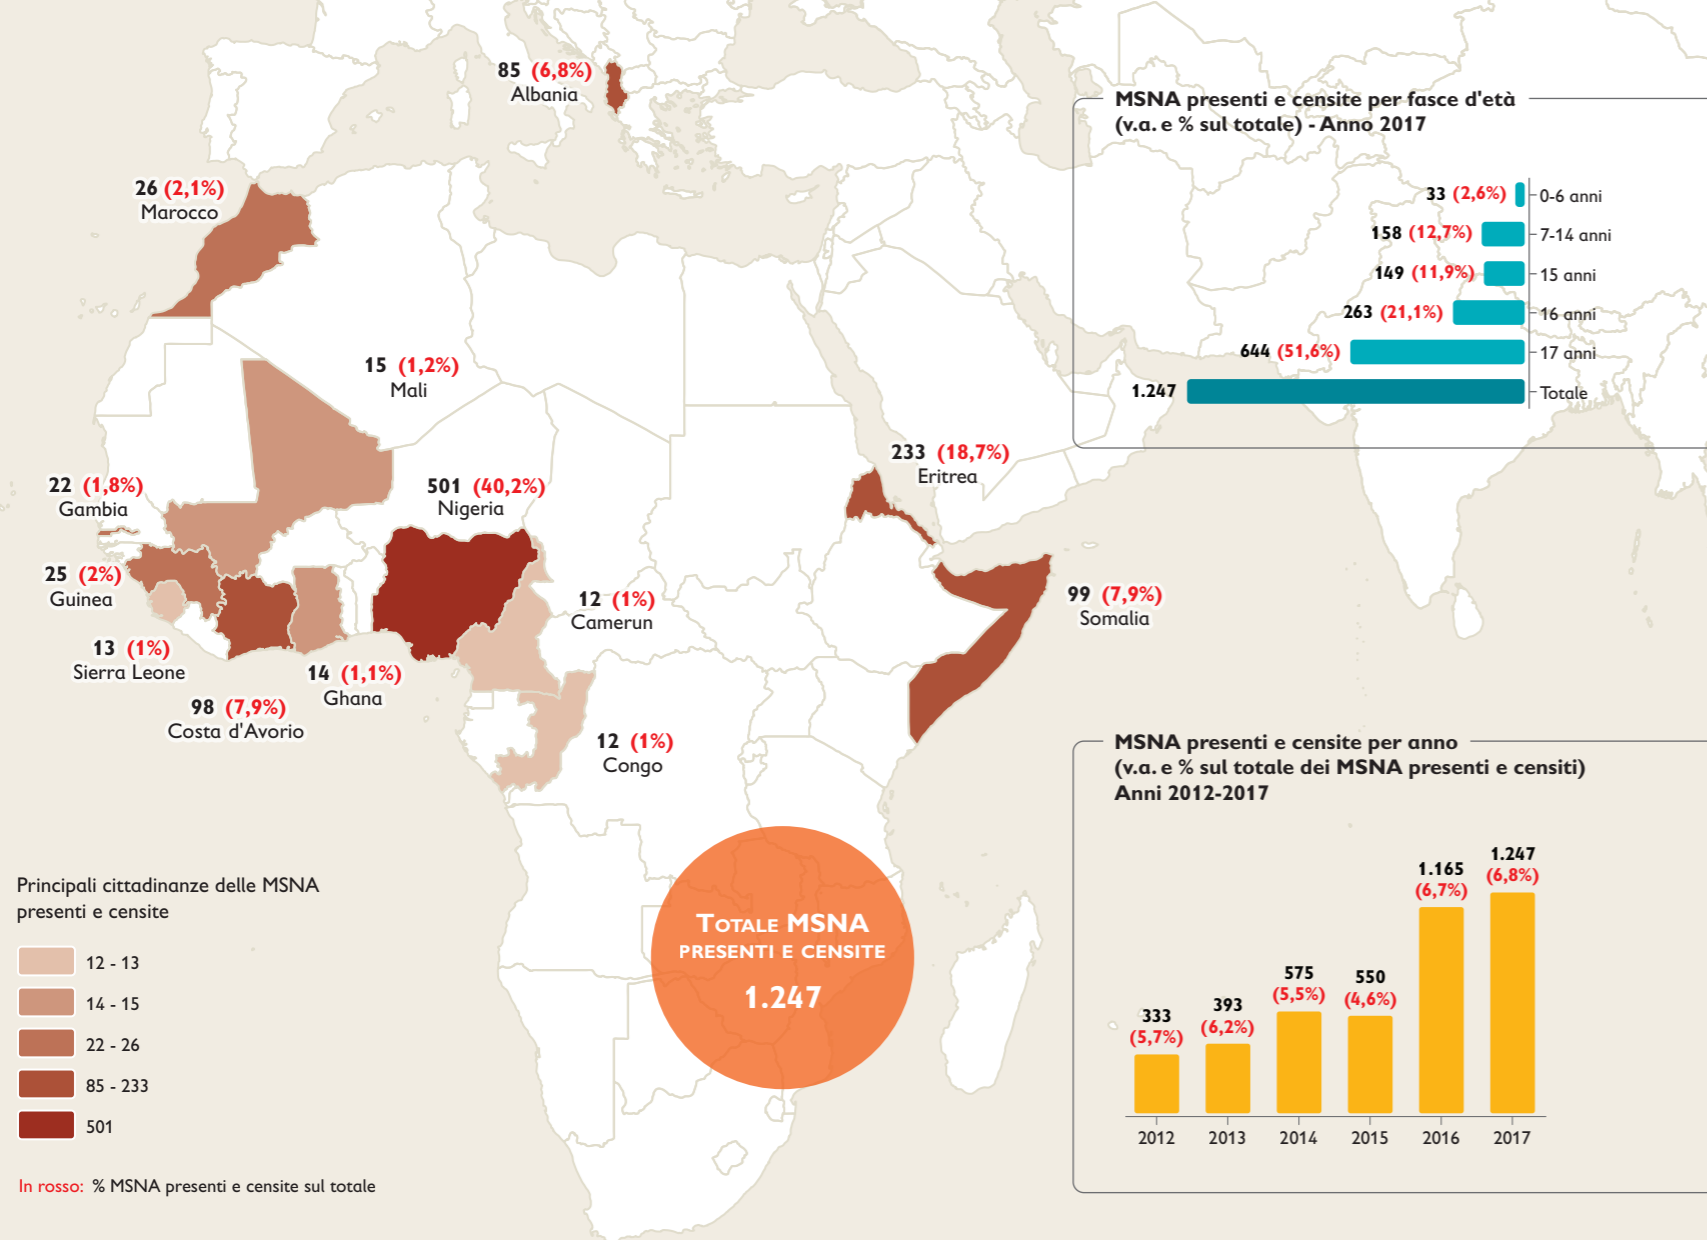 85 (6,8%)
Albania
26 (2,1%)
Marocco
15 (1,2%)
Mali
22 (1,8%)
Gambia
501 (40,2%)
Nigeria
233 (18,7%)
Eritrea
25 (2%)
Guinea
12 (1%)
Camerun
99 (7,9%)
Somalia
13 (1%)
Sierra Leone
14 (1,1%)
Ghana
98 (7,9%)
Costa d'Avorio
12 (1%)
Congo
MSNA presenti e censite per fasce d'età
(v.a. e % sul totale) - Anno 2017
33 (2,6%) 0-6 anni
158 (12,7%) 7-14 anni
149 (11,9%) 15 anni
263 (21,1%) 16 anni
644 (51,6%) 17 anni
1.247 Totale
Principali cittadinanze delle MSNA
presenti e censite
12 - 13
14 - 15
22 - 26
85 - 233
501
In rosso: % MSNA presenti e censite sul totale
TOTALE MSNA
PRESENTI E CENSITE
1.247
MSNA presenti e censite per anno
(v.a. e % sul totale dei MSNA presenti e censiti)
Anni 2012-2017
333
(5,7%)
393
(6,2%)
575
(5,5%)
550
(4,6%)
1.165
(6,7%)
1.247
(6,8%)
2012 2013 2014 2015 2016 2017